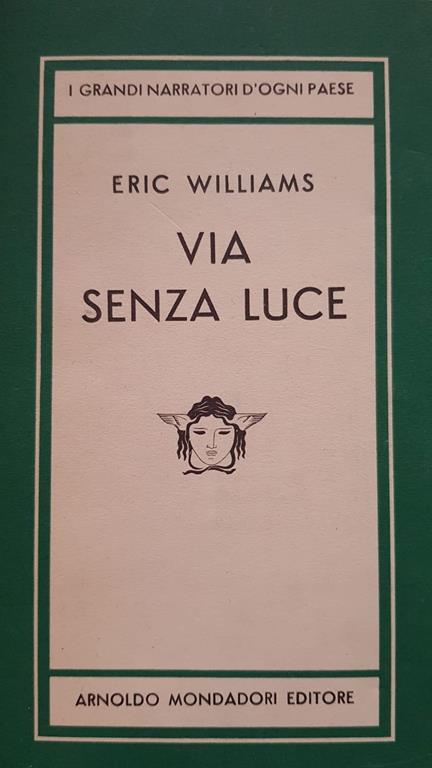 I GRANDI NARRATORI D'OGNI PAESE
ERIC WILLIAMS
VIA
SENZA LUCE
ARNOLDO MONDADORI EDITORE